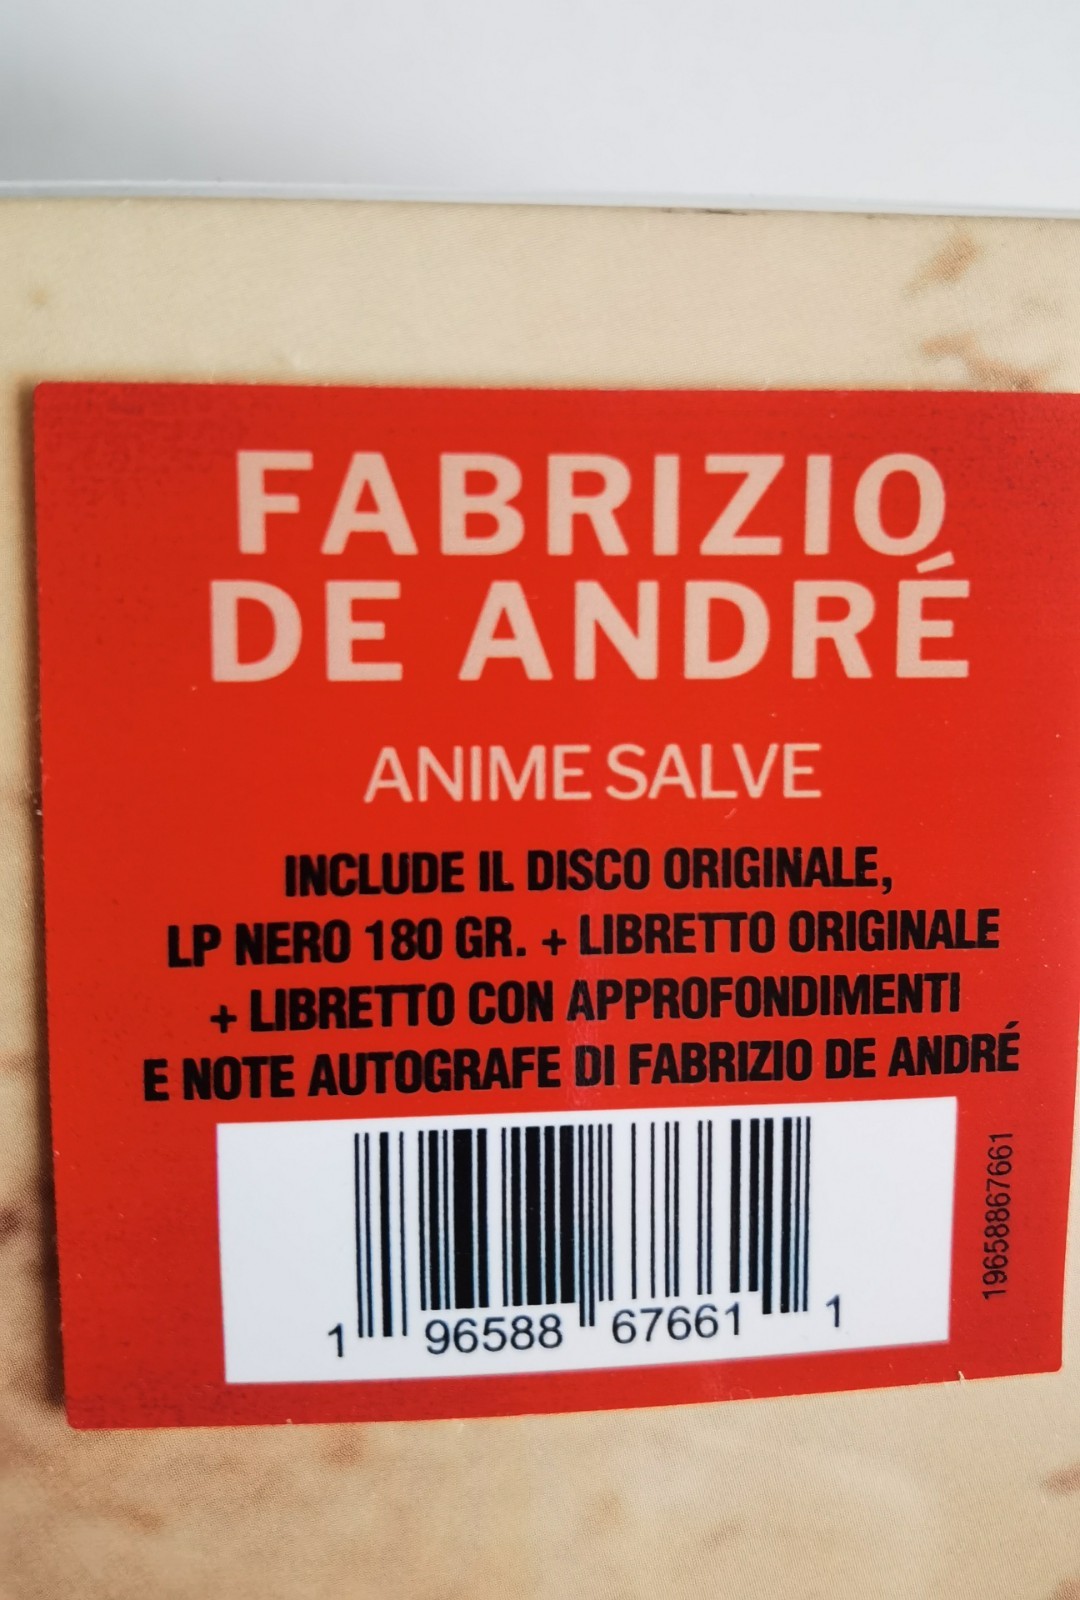 FABRIZIO
DE ANDRÉ
ANIME SALVE
INCLUDE IL DISCO ORIGINALE,
LP NERO 180 GR. + LIBRETTO ORIGINALE
+ LIBRETTO CON APPROFONDIMENTI
E NOTE AUTOGRAFE DI FABRIZIO DE ANDRÉ
1 96588 67661 1
19658867661